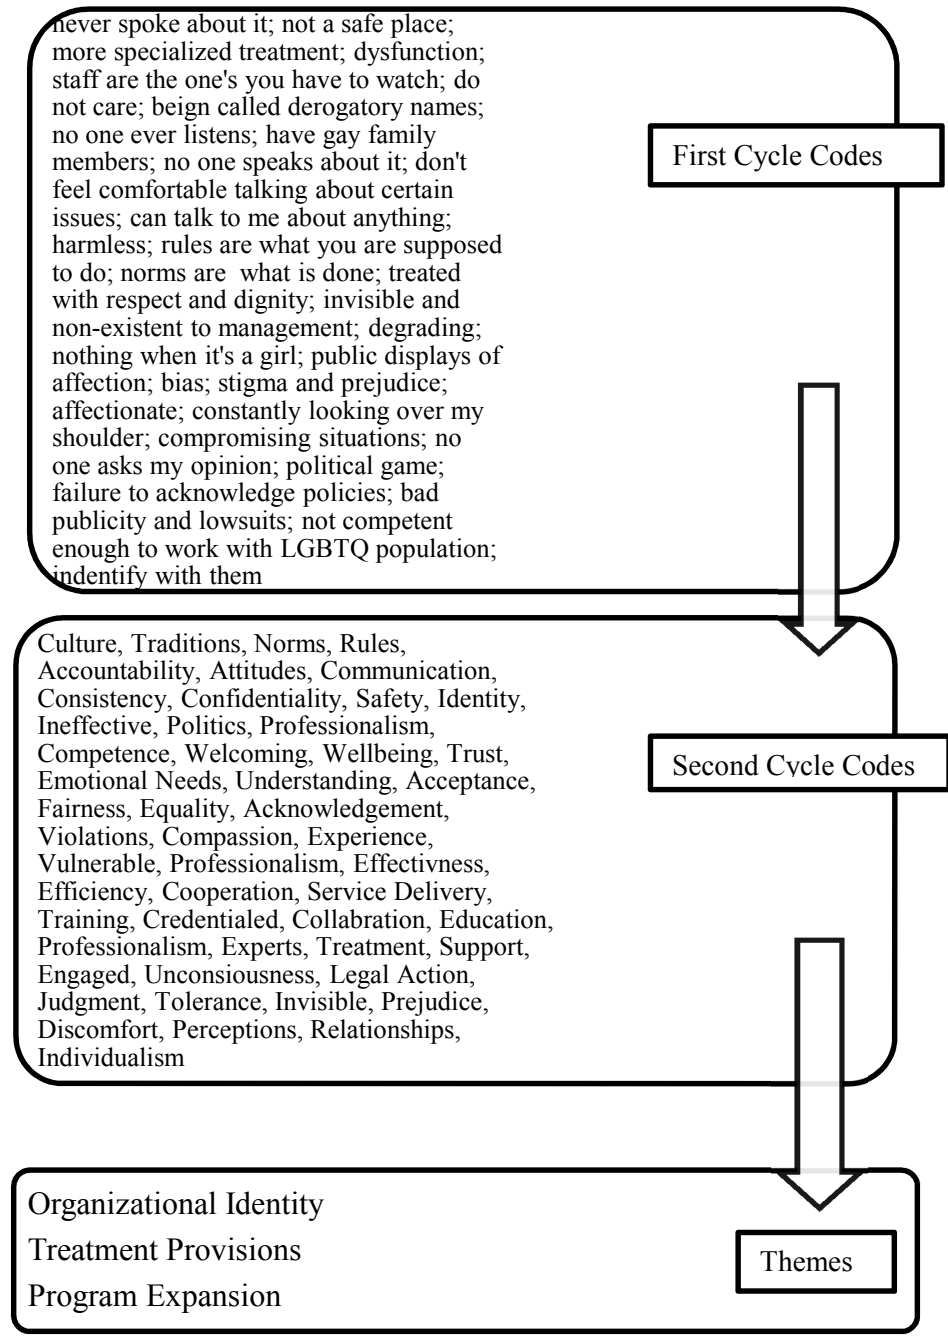 never spoke about it; not a safe place;
more specialized treatment; dysfunction;
staff are the one's you have to watch; do
not care; beign called derogatory names;
no one ever listens; have gay family
members; no one speaks about it; don't
feel comfortable talking about certain
issues; can talk to me about anything;
harmless; rules are what you are supposed
to do; norms are what is done; treated
with respect and dignity; invisible and
non-existent to management; degrading;
nothing when it's a girl; public displays of
affection; bias; stigma and prejudice;
affectionate; constantly looking over my
shoulder; compromising situations; no
one asks my opinion; political game;
failure to acknowledge policies; bad
publicity and lowsuits; not competent
enough to work with LGBTQ population;
indentify with them
First Cycle Codes
Culture, Traditions, Norms, Rules,
Accountability, Attitudes, Communication,
Consistency, Confidentiality, Safety, Identity,
Ineffective, Politics, Professionalism,
Competence, Welcoming, Wellbeing, Trust,
Emotional Needs, Understanding, Acceptance,
Fairness, Equality, Acknowledgement,
Violations, Compassion, Experience,
Vulnerable, Professionalism, Effectivness,
Efficiency, Cooperation, Service Delivery,
Training, Credentialed, Collabration, Education,
Professionalism, Experts, Treatment, Support,
Engaged, Unconsiousness, Legal Action,
Judgment, Tolerance, Invisible, Prejudice,
Discomfort, Perceptions, Relationships,
Individualism
Second Cycle Codes
Organizational Identity
Treatment Provisions
Program Expansion
Themes